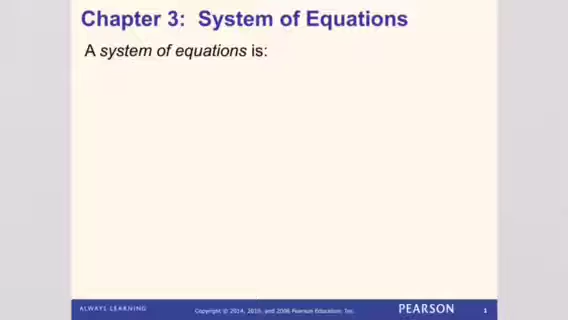 Chapter 3: System of Equations
A system of equations is:
ALWAYS LEARNING
Copyright © 2014, 2010, and 2006 Pearson Education, Inc.
PEARSON
1